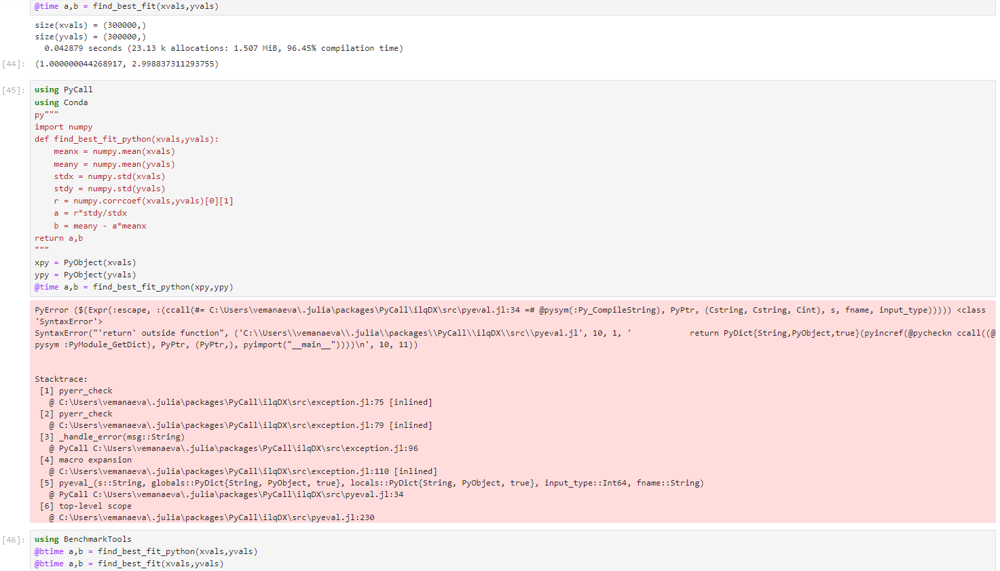 @time a,b = find_best_fit(xvals,yvals)
size(xvals) = (300000,)
size(yvals) = (300000,)
  0.042879 seconds (23.13 k allocations: 1.507 MiB, 96.45% compilation time)
[44]: (1.000000044268917, 2.998837311293755)
[45]: using PyCall
using Conda
py"""
import numpy
def find_best_fit_python(xvals,yvals):
    meanx = numpy.mean(xvals)
    meany = numpy.mean(yvals)
    stdx = numpy.std(xvals)
    stdy = numpy.std(yvals)
    r = numpy.corrcoef(xvals,yvals)[0][1]
    a = r*stdy/stdx
    b = meany - a*meanx
return a,b
"""
xpy = PyObject(xvals)
ypy = PyObject(yvals)
@time a,b = find_best_fit_python(xpy,ypy)
PyError ($(Expr(:escape, :(ccall(#= C:\Users\vemanaeva\.julia\packages\PyCall\ilqDX\src\pyeval.jl:34 =# @pysym(:Py_CompileString), PyPtr, (Cstring, Cstring, Cint), s, fname, input_type))))) <class
'SyntaxError'>
SyntaxError("'return' outside function", ('C:\\Users\\vemanaeva\\.julia\\packages\\PyCall\\ilqDX\\src\\pyeval.jl', 10, 1, '            return PyDict{String,PyObject,true}(pyincref(@pycheckn ccall((@
pysym :PyModule_GetDict), PyPtr, (PyPtr,), pyimport("__main__"))))\n', 10, 11))
Stacktrace:
 [1] pyerr_check
   @ C:\Users\vemanaeva\.julia\packages\PyCall\ilqDX\src\exception.jl:75 [inlined]
 [2] pyerr_check
   @ C:\Users\vemanaeva\.julia\packages\PyCall\ilqDX\src\exception.jl:79 [inlined]
 [3] _handle_error(msg::String)
   @ PyCall C:\Users\vemanaeva\.julia\packages\PyCall\ilqDX\src\exception.jl:96
 [4] macro expansion
   @ C:\Users\vemanaeva\.julia\packages\PyCall\ilqDX\src\exception.jl:110 [inlined]
 [5] pyeval_(s::String, globals::PyDict{String, PyObject, true}, locals::PyDict{String, PyObject, true}, input_type::Int64, fname::String)
   @ PyCall C:\Users\vemanaeva\.julia\packages\PyCall\ilqDX\src\pyeval.jl:34
 [6] top-level scope
   @ C:\Users\vemanaeva\.julia\packages\PyCall\ilqDX\src\pyeval.jl:230
[46]: using BenchmarkTools
@btime a,b = find_best_fit_python(xvals,yvals)
@btime a,b = find_best_fit(xvals,yvals)